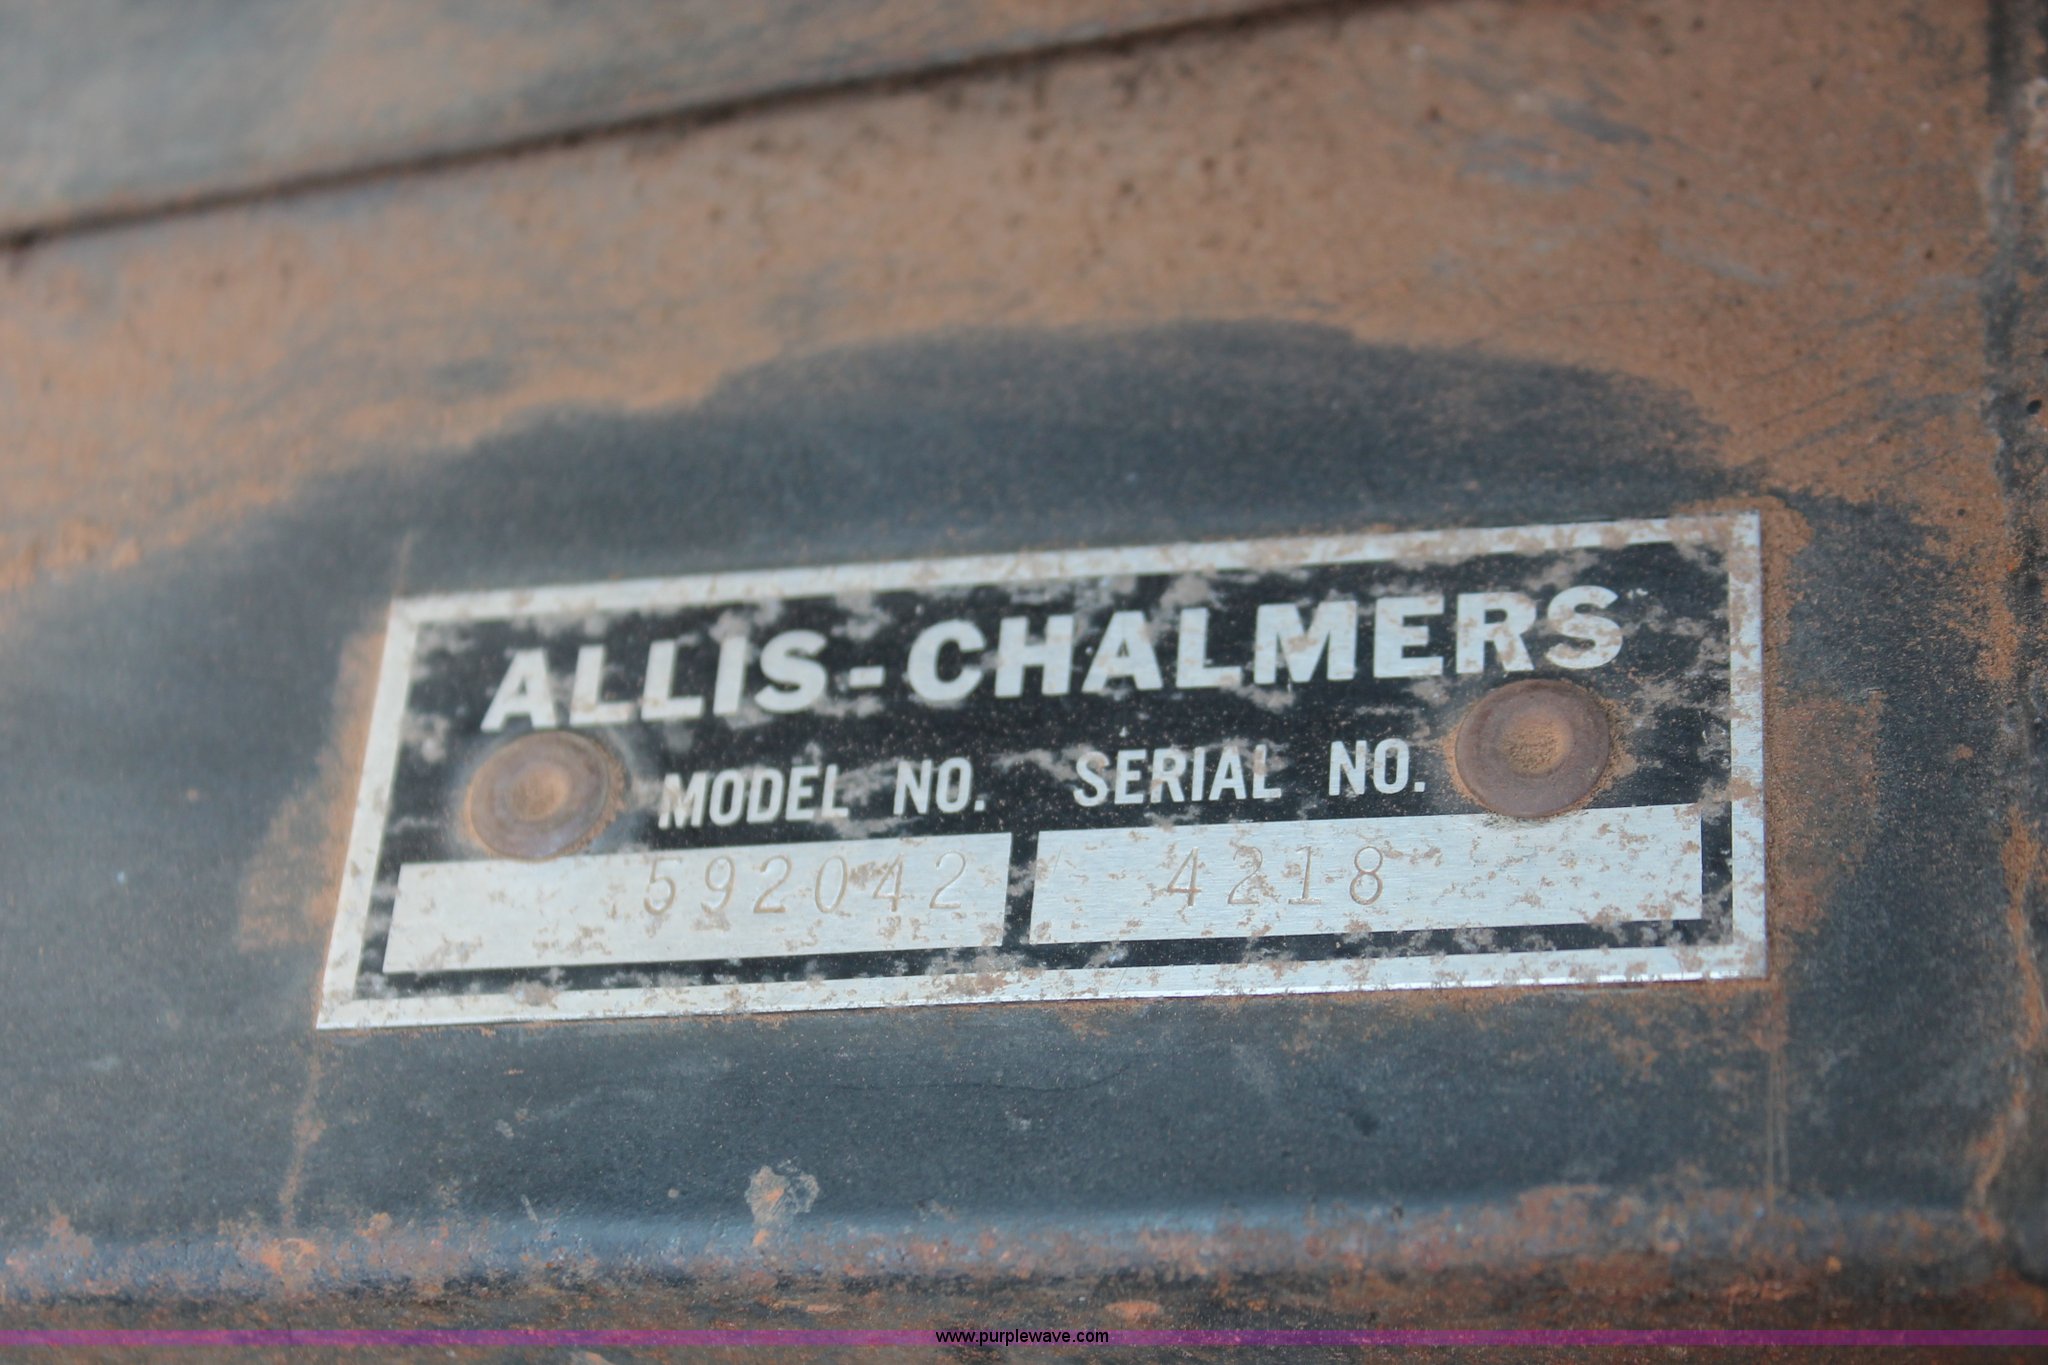 ALLIS-CHALMERS
MODEL NO. SERIAL NO.
592042 4218
www.purplewave.com